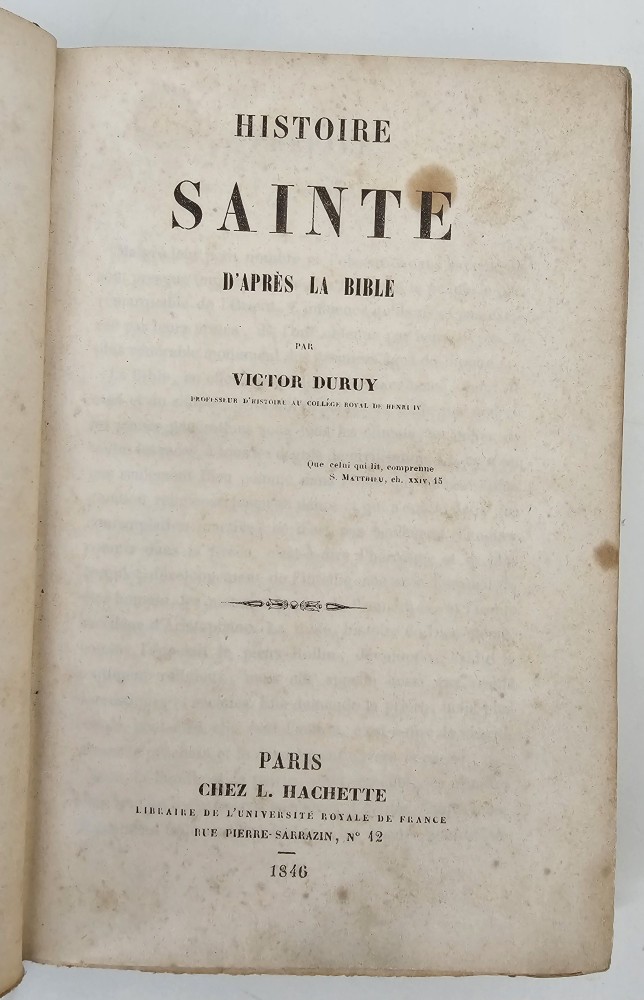 HISTOIRE
SAINTE
D'APRÈS LA BIBLE
PAR
VICTOR DURUY
PROFESSEUR D'HISTOIRE AU COLLÉGE ROYAL DE HENRI IV
Que celui qui lit, comprenne
S. MATTHIEU, ch. XXIV, 15
PARIS
CHEZ L. HACHETTE
LIBRAIRE DE L'UNIVERSITÉ ROYALE DE FRANCE
RUE PIERRE-SARRAZIN, N° 12
1846